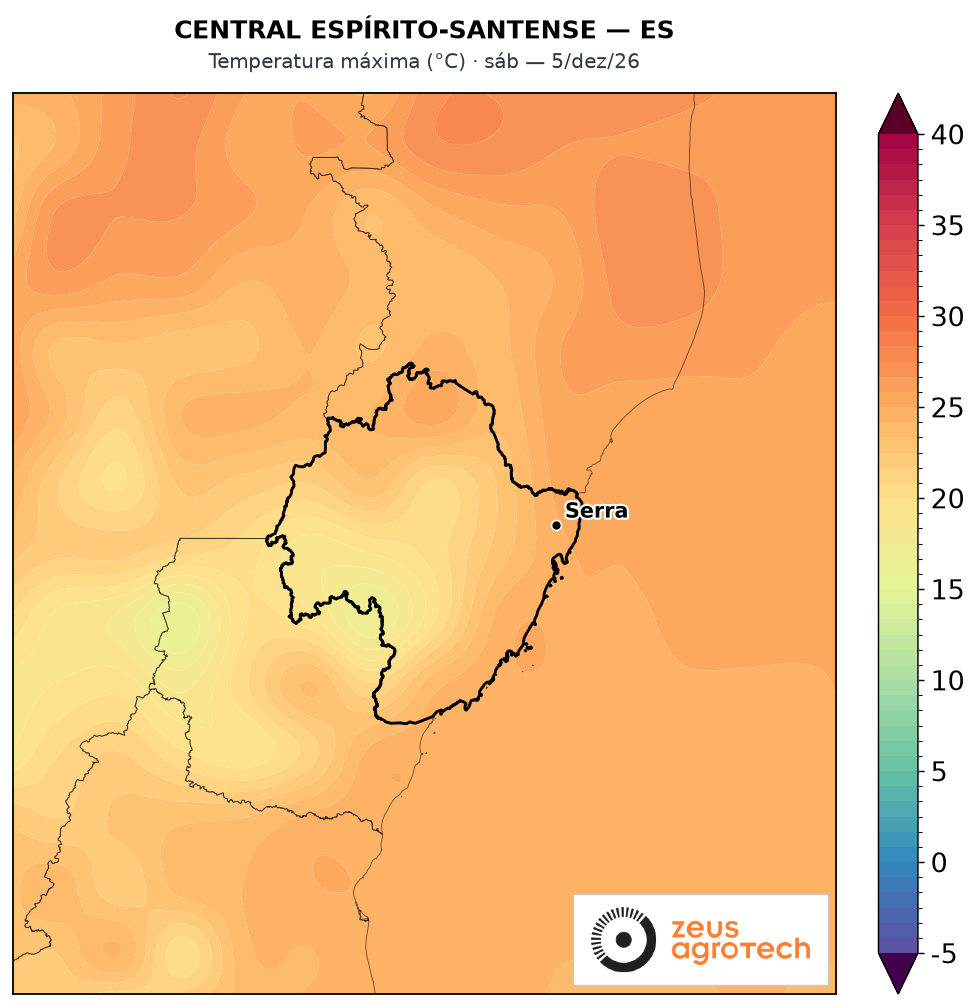 CENTRAL ESPÍRITO-SANTENSE — ES
Temperatura máxima (°C) · sáb — 5/dez/26
40
35
30
25
20
15
10
5
0
-5
Serra
zeus
agrotech